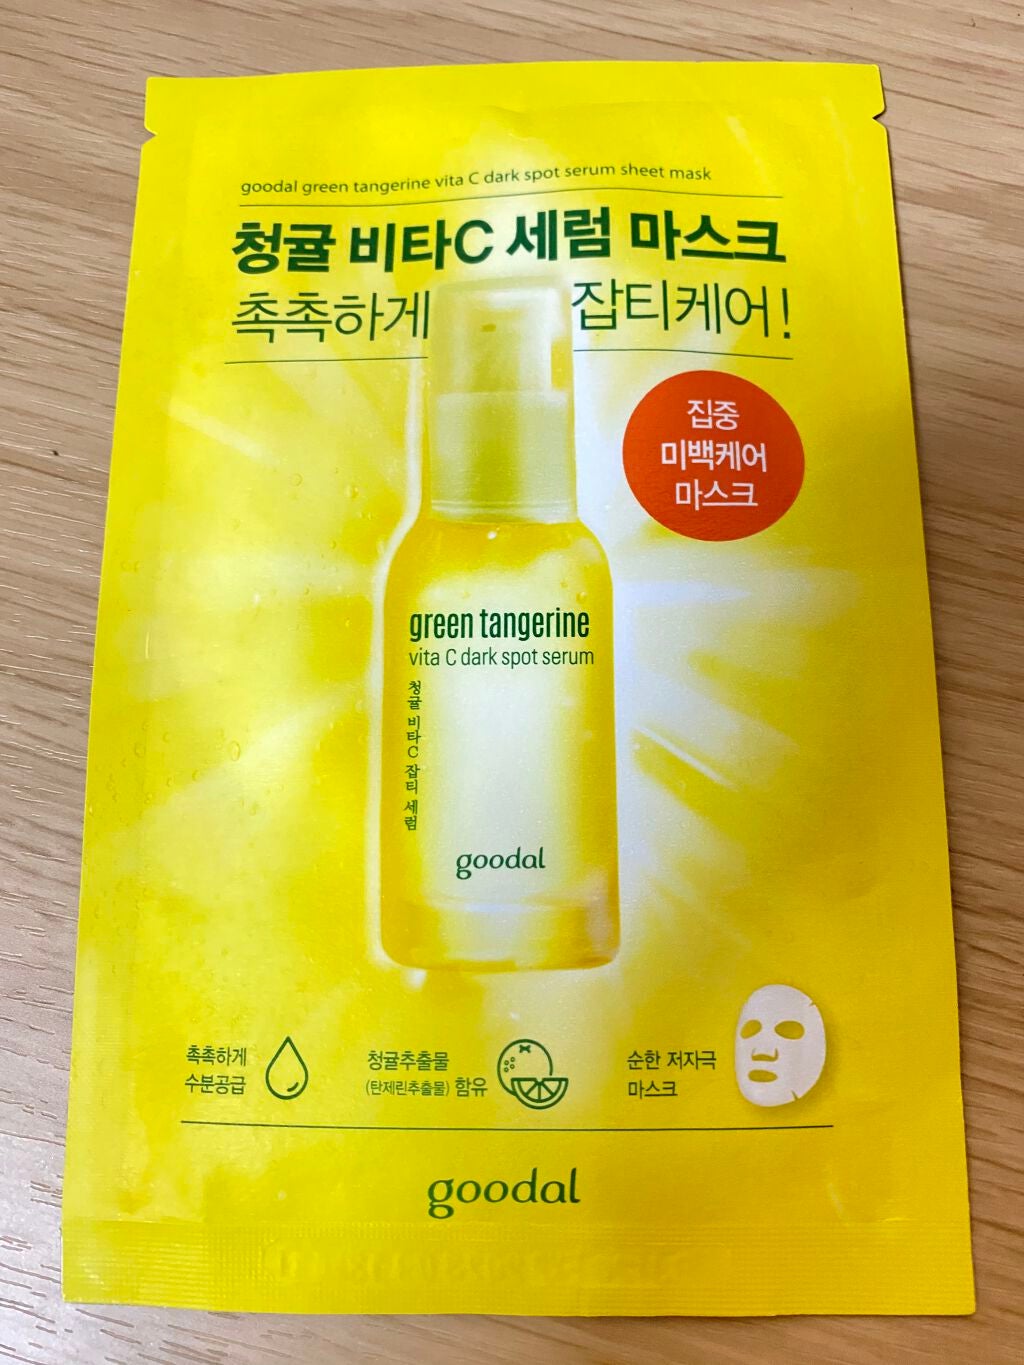 goodal green tangerine vita C dark spot serum sheet mask
청귤 비타C 세럼 마스크
촉촉하게 잡티케어!
집중
미백케어
마스크
green tangerine
vita C dark spot serum
청귤 비타C 잡티 세럼
goodal
촉촉하게
수분공급
청귤추출물
(탄제린추출물) 함유
순한 저자극
마스크
goodal